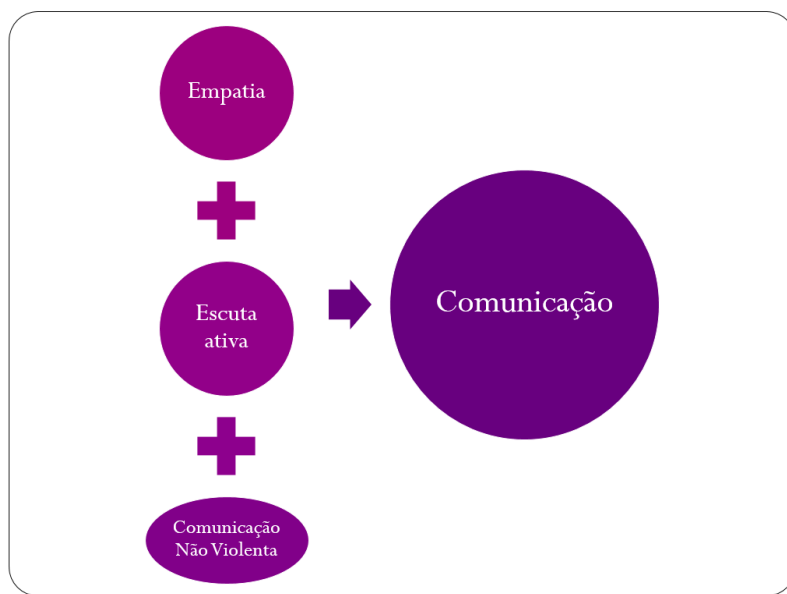 Empatia
Escuta
ativa
Comunicação
Não Violenta
Comunicação